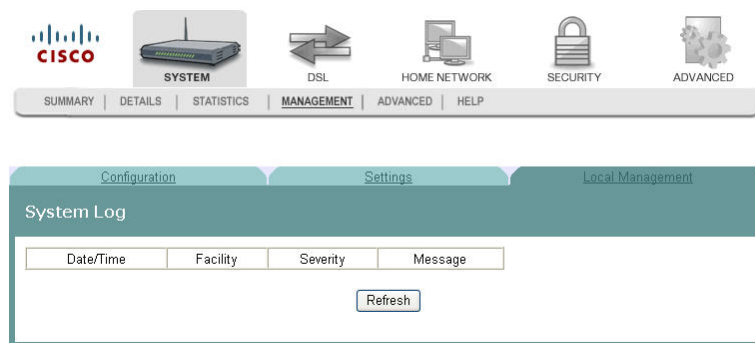 CISCO
SYSTEM DSL HOME NETWORK SECURITY ADVANCED
SUMMARY | DETAILS | STATISTICS | MANAGEMENT | ADVANCED | HELP
Configuration Settings Local Management
System Log
Date/Time Facility Severity Message
Refresh